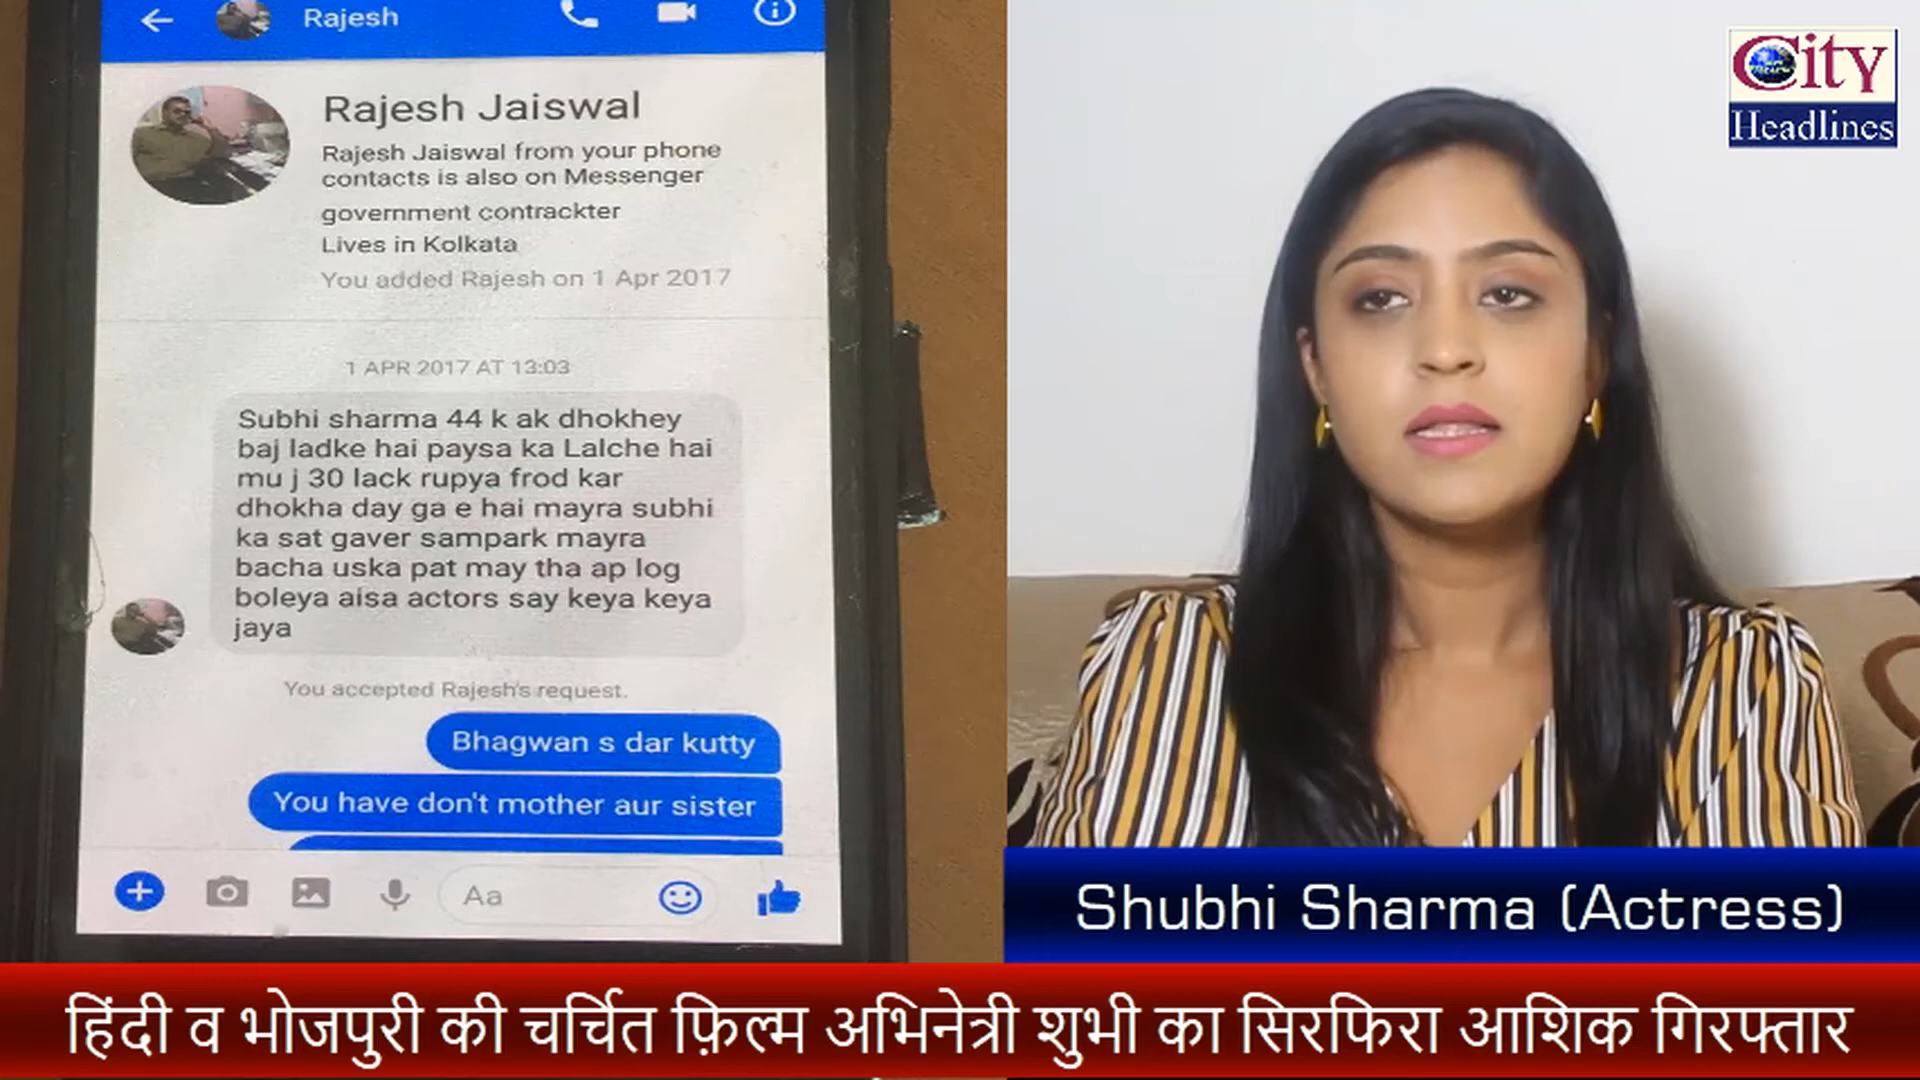 Rajesh
Rajesh Jaiswal
Rajesh Jaiswal from your phone
contacts is also on Messenger
government contrackter
Lives in Kolkata
You added Rajesh on 1 Apr 2017
1 APR 2017 AT 13:03
Subhi sharma 44 k ak dhokhey
baj ladke hai paysa ka Lalche hai
mu j 30 lack rupya frod kar
dhokha day ga e hai mayra subhi
ka sat gaver sampark mayra
bacha uska pat may tha ap log
boleya aisa actors say keya keya
jaya
You accepted Rajesh's request.
Bhagwan s dar kutty
You have don't mother aur sister
Aa
City
Headlines
Shubhi Sharma (Actress)
हिंदी व भोजपुरी की चर्चित फ़िल्म अभिनेत्री शुभी का सिरफिरा आशिक गिरफ्तार